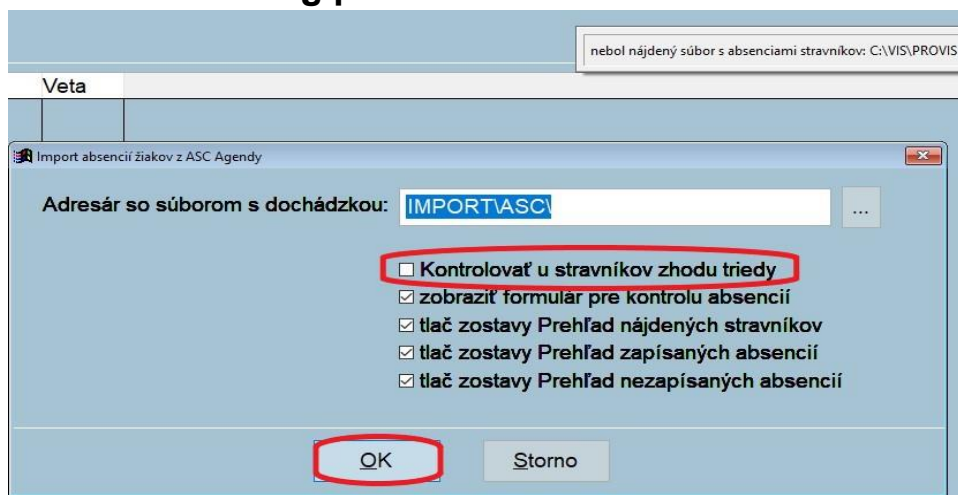 nebol nájdený súbor s absenciami stravníkov: C:\VIS\PROVIS
Veta
Import absencií žiakov z ASC Agendy
Adresár so súborom s dochádzkou: IMPORT\ASC\ ...
Kontrolovať u stravníkov zhodu triedy
zobraziť formulár pre kontrolu absencií
tlač zostavy Prehľad nájdených stravníkov
tlač zostavy Prehľad zapísaných absencií
tlač zostavy Prehľad nezapísaných absencií
OK Storno